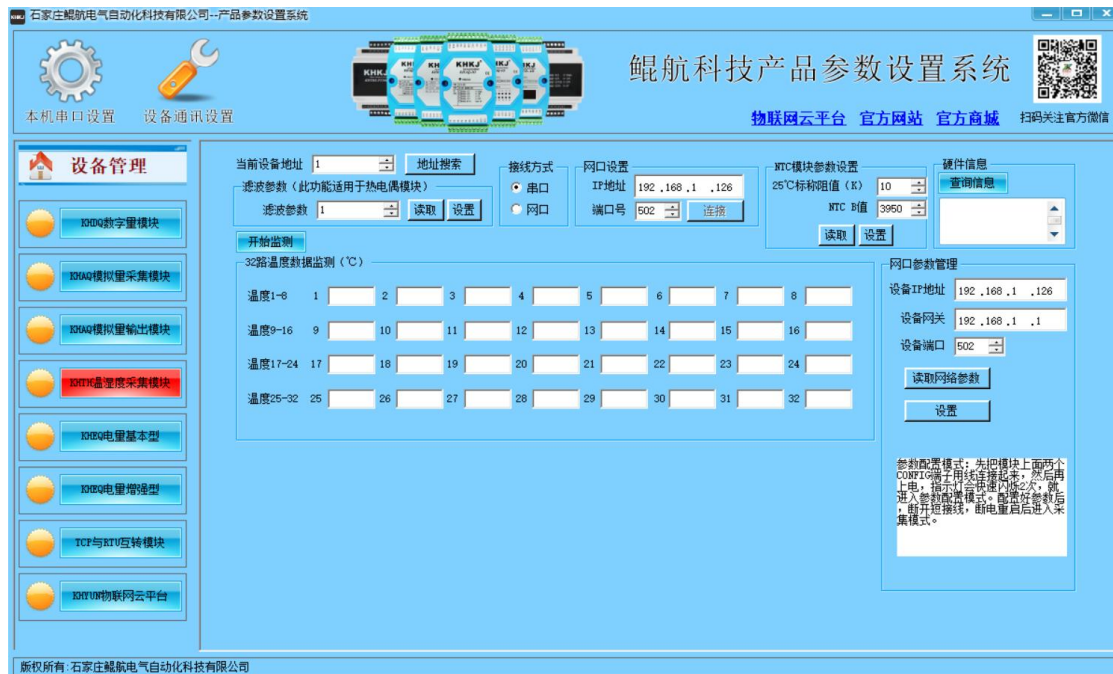 石家庄鲲航电气自动化科技有限公司--产品参数设置系统
本机串口设置
设备通讯设置
KHKJ
鲲航科技产品参数设置系统
物联网云平台 官方网站 官方商城
扫码关注官方微信
设备管理
KHDQ数字量模块
KHAQ模拟量采集模块
KHAO模拟量输出模块
KHTH温湿度采集模块
KHEQ电量基本型
KHEQ电量增强型
TCP与RTU互转模块
KHYUN物联网云平台
当前设备地址 1 地址搜索
滤波参数(此功能适用于热电偶模块)
滤波参数 1 读取 设置
接线方式
串口
网口
网口设置
IP地址 192 .168 .1 .126
端口号 502 连接
NTC模块参数设置
25℃标称阻值(K) 10
NTC B值 3950
读取 设置
硬件信息
查询信息
开始监测
32路温度数据监测(℃)
温度1-8 1 2 3 4 5 6 7 8
温度9-16 9 10 11 12 13 14 15 16
温度17-24 17 18 19 20 21 22 23 24
温度25-32 25 26 27 28 29 30 31 32
网口参数管理
设备IP地址 192 .168 .1 .126
设备网关 192 .168 .1 .1
设备端口 502
读取网络参数
设置
参数配置模式:先把模块上面两个
CONFIG端子用线连接起来,然后再
上电,指示灯会快速闪烁2次,就
进入参数配置模式。配置好参数后
,断开短接线,断电重启后进入采
集模式。
版权所有:石家庄鲲航电气自动化科技有限公司